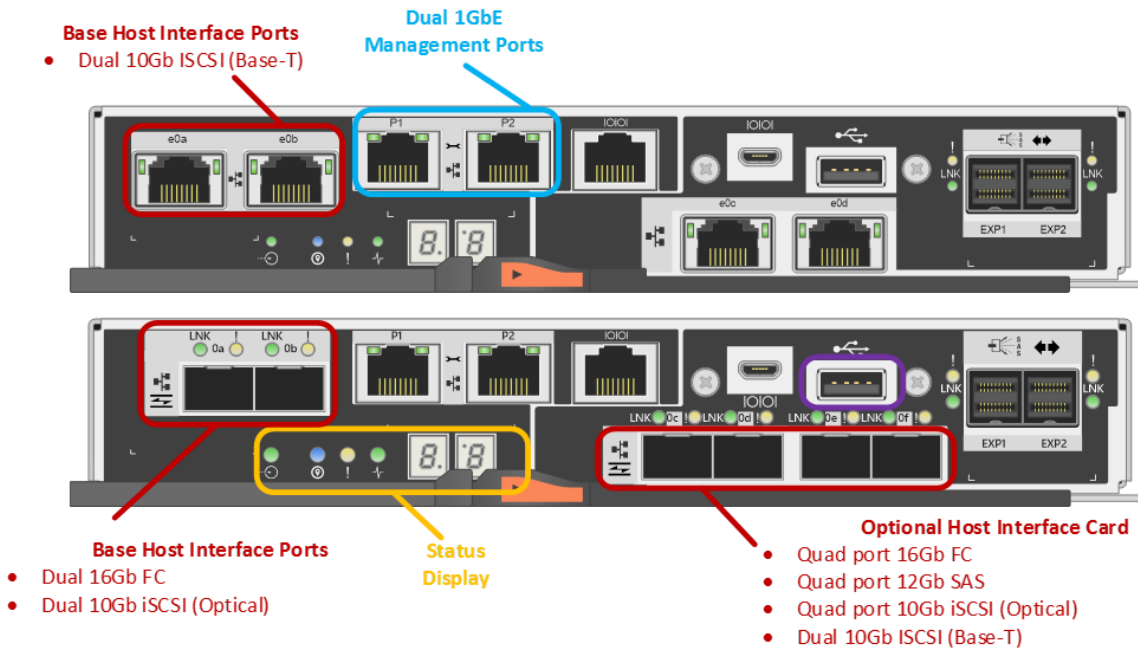 Dual 1GbE
Management Ports
Base Host Interface Ports
• Dual 10Gb ISCSI (Base-T)
e0a
e0b
P1
P2
IOIOI
IOIOI
SAS
!
LNK
!
LNK
e0c
e0d
EXP1
EXP2
!
8.
8
LNK
!
LNK
!
0a
0b
P1
P2
IOIOI
IOIOI
SAS
!
LNK
!
LNK
LNK 0c ! LNK 0d ! LNK 0e ! LNK 0f !
EXP1
EXP2
!
8.
8
Base Host Interface Ports
• Dual 16Gb FC
• Dual 10Gb iSCSI (Optical)
Status
Display
Optional Host Interface Card
• Quad port 16Gb FC
• Quad port 12Gb SAS
• Quad port 10Gb iSCSI (Optical)
• Dual 10Gb ISCSI (Base-T)